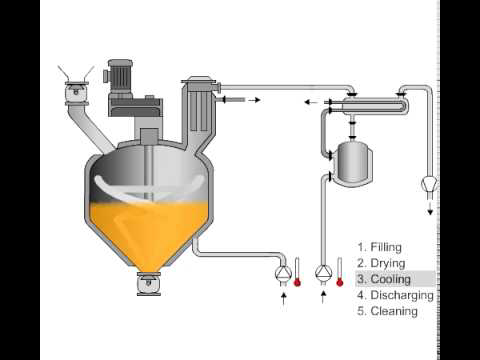 1. Filling
2. Drying
3. Cooling
4. Discharging
5. Cleaning